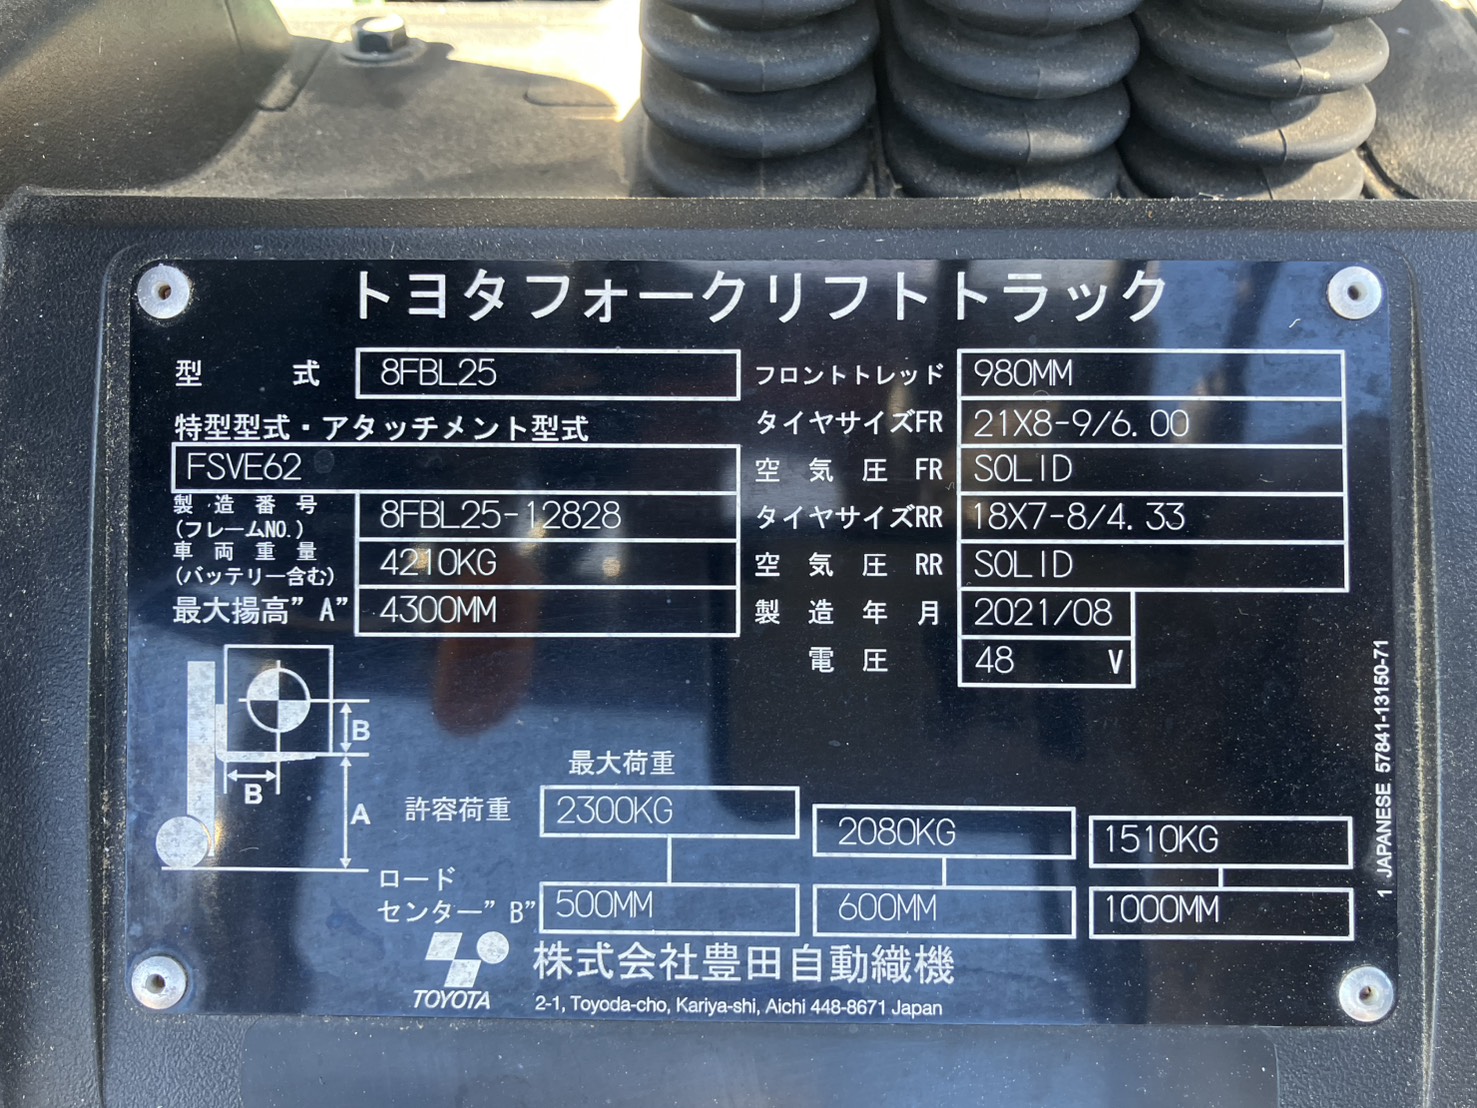 トヨタフォークリフトトラック
型 式 8FBL25
特型型式・アタッチメント型式
FSVE62
製造番号
(フレームNO.) 8FBL25-12828
車両重量
(バッテリー含む) 4210KG
最大揚高"A" 4300MM
フロントトレッド 980MM
タイヤサイズFR 21X8-9/6.00
空気圧 FR SOLID
タイヤサイズRR 18X7-8/4.33
空気圧 RR SOLID
製造年月 2021/08
電圧 48 V
B
B
A
最大荷重
許容荷重 2300KG 2080KG 1510KG
ロード
センター"B" 500MM 600MM 1000MM
TOYOTA
株式会社豊田自動織機
2-1, Toyoda-cho, Kariya-shi, Aichi 448-8671 Japan
1 JAPANESE 57841-13150-71